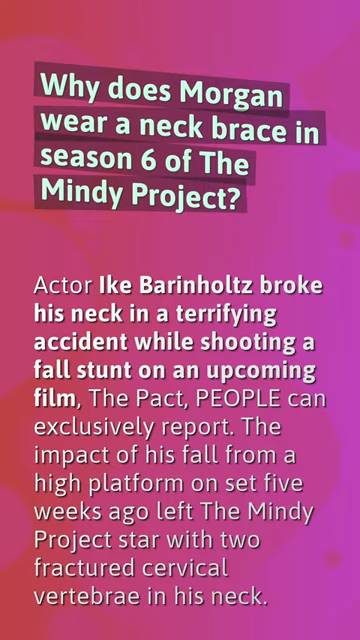 Why does Morgan
wear a neck brace in
season 6 of The
Mindy Project?
Actor Ike Barinholtz broke
his neck in a terrifying
accident while shooting a
fall stunt on an upcoming
film, The Pact, PEOPLE can
exclusively report. The
impact of his fall from a
high platform on set five
weeks ago left The Mindy
Project star with two
fractured cervical
vertebrae in his neck.